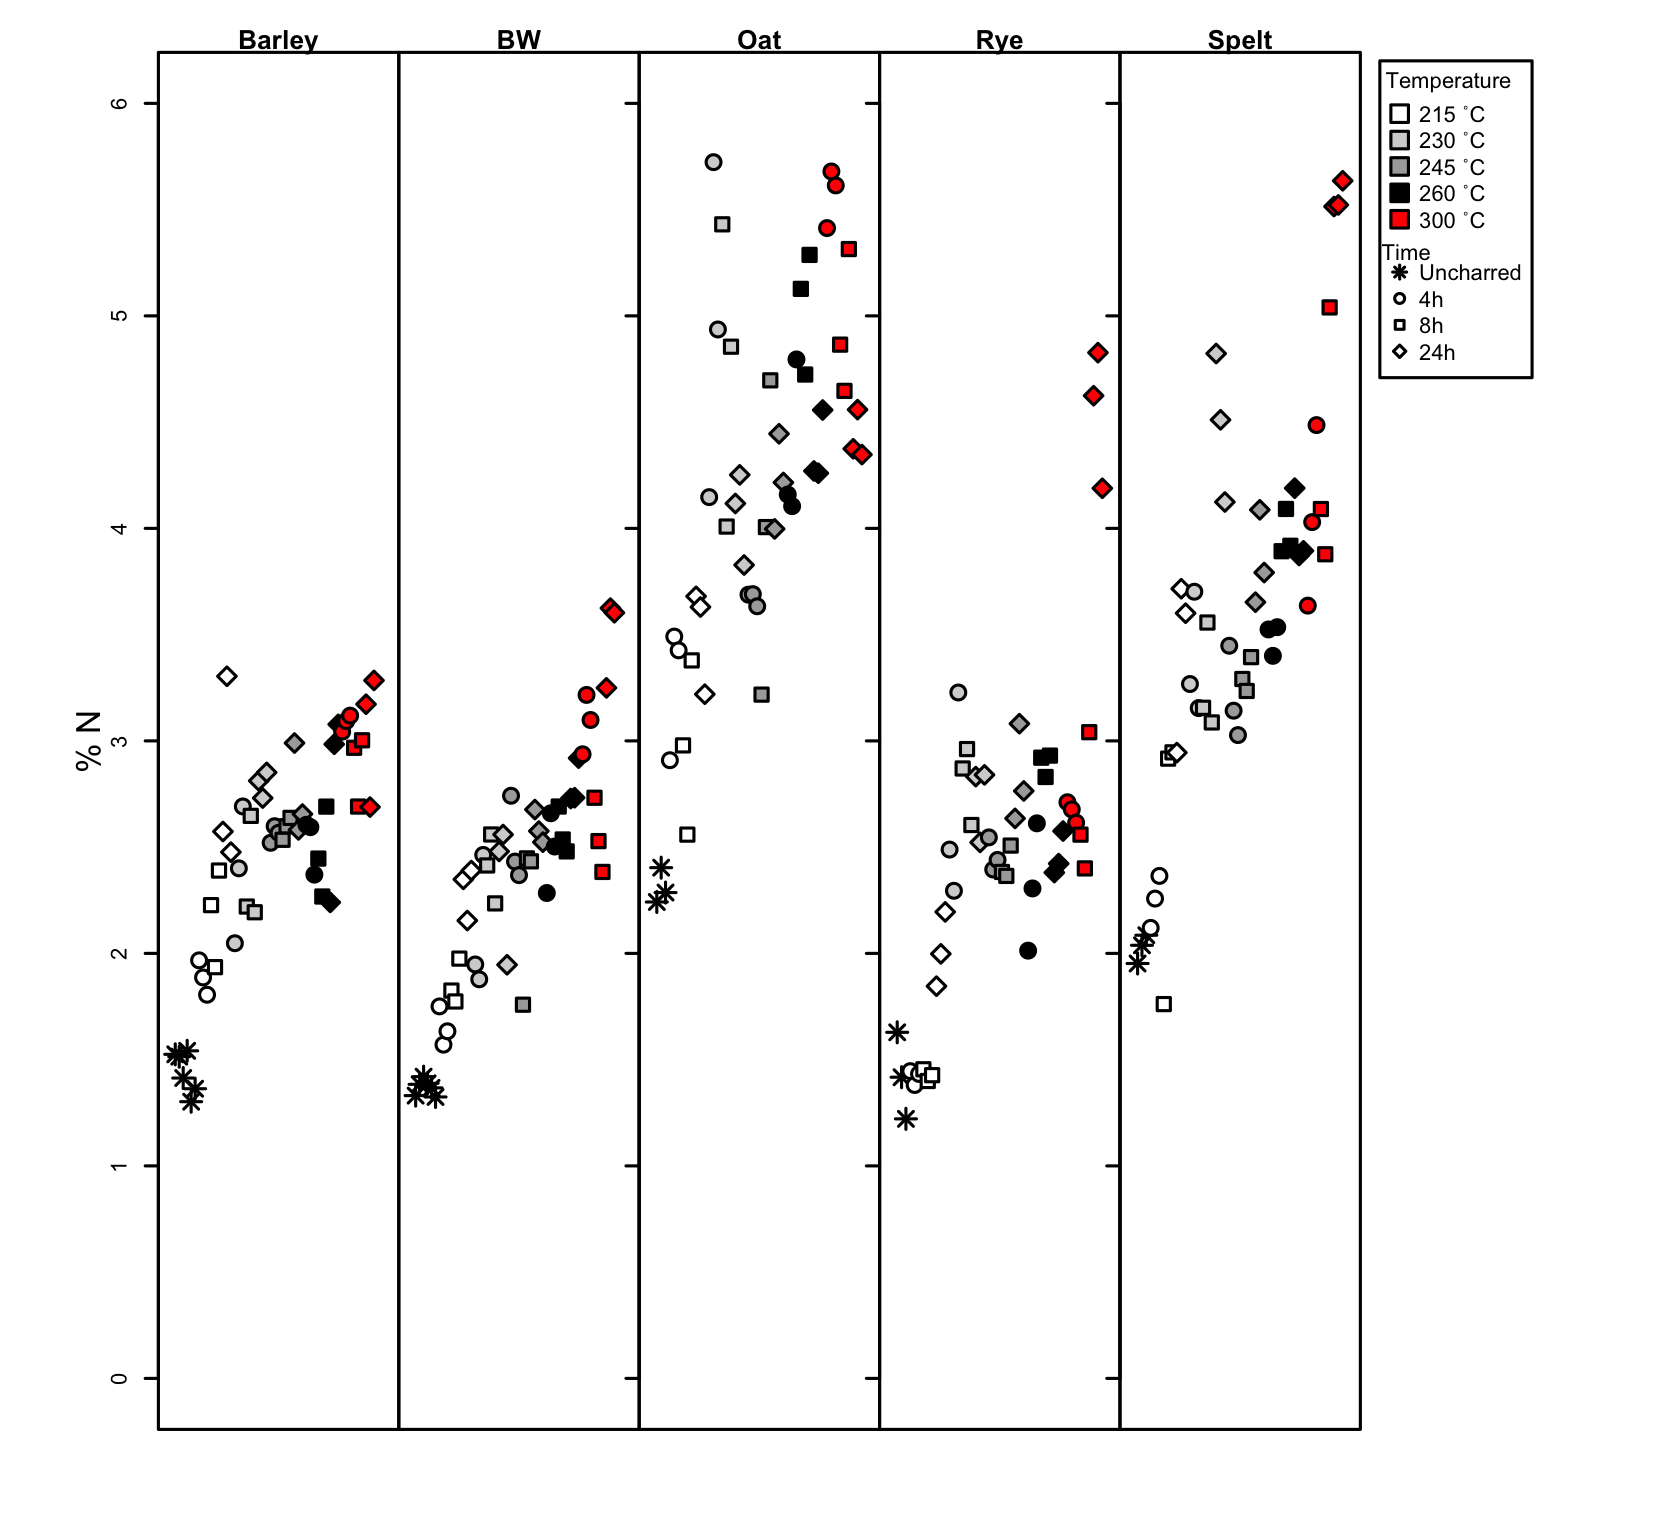 Barley BW Oat Rye Spelt
Temperature
215 °C
230 °C
245 °C
260 °C
300 °C
Time
Uncharred
4h
8h
24h
% N
6
5
4
3
2
1
0